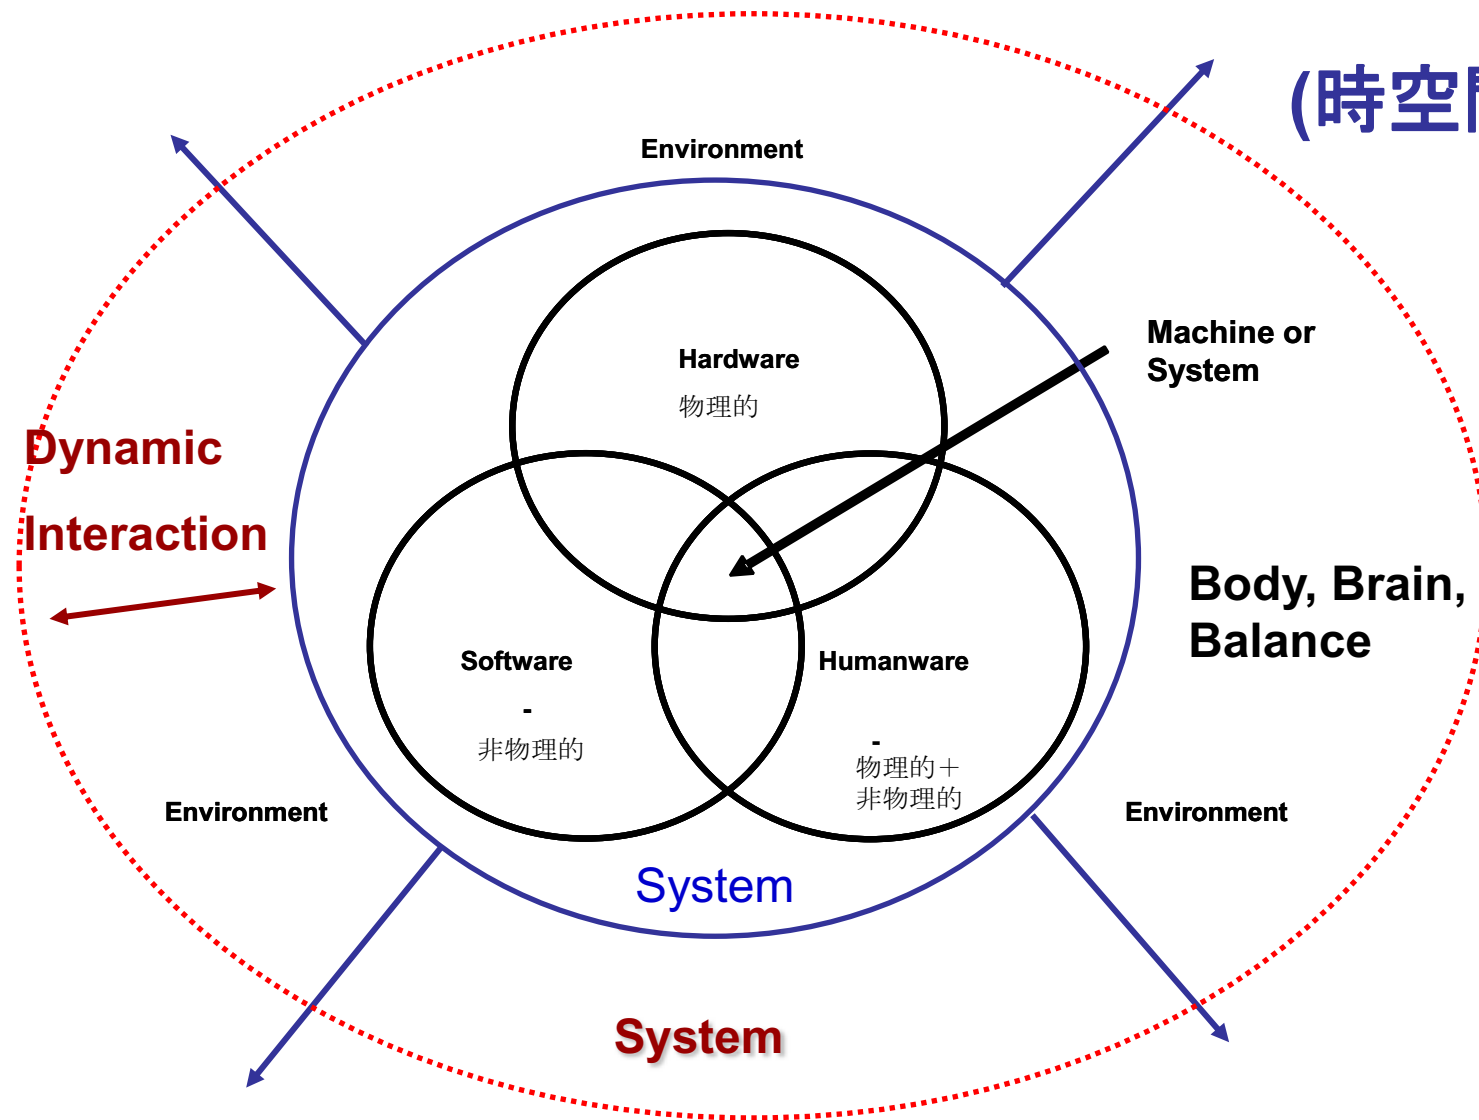 (時空
Environment
Machine or
System
Hardware
物理的
Dynamic
Interaction
Body, Brain,
Balance
Software
-
非物理的
Humanware
-
物理的＋
非物理的
Environment
Environment
System
System